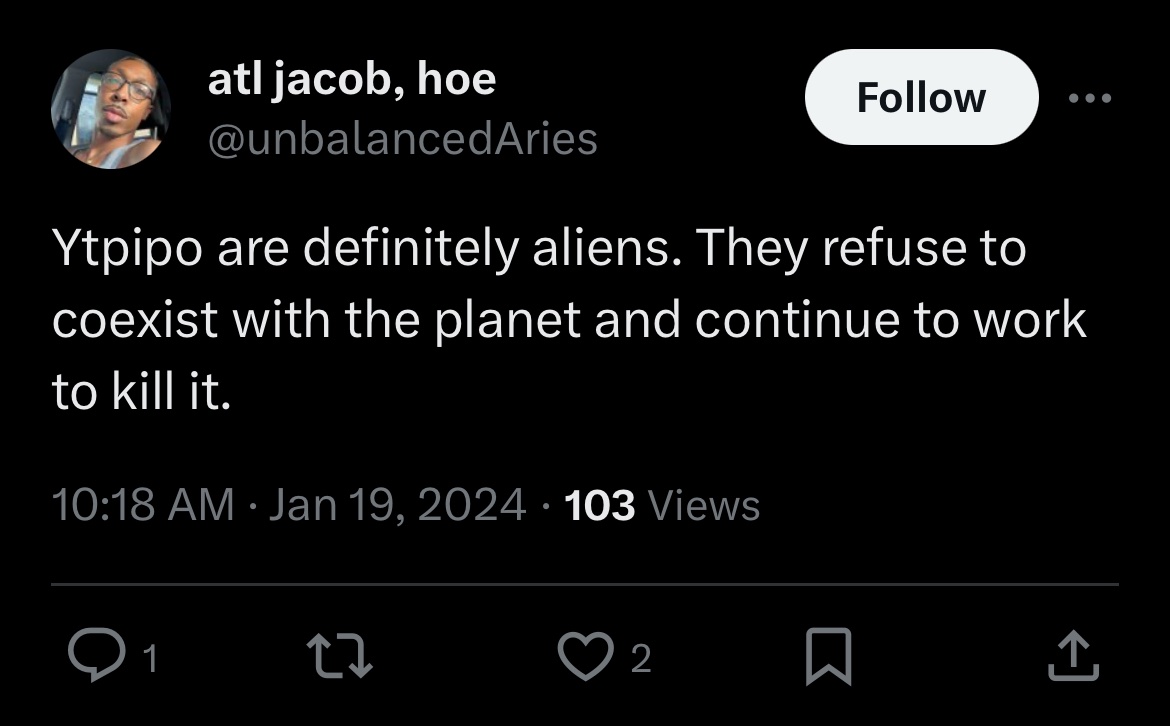 atl jacob, hoe
@unbalancedAries
Follow
Ytpipo are definitely aliens. They refuse to
coexist with the planet and continue to work
to kill it.
10:18 AM · Jan 19, 2024 · 103 Views
1
2